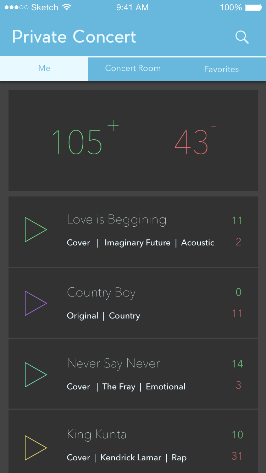 Sketch 9:41 AM 100%
Private Concert
Me Concert Room Favorites
105+ 43-
Love is Beggining 11
Cover | Imaginary Future | Acoustic 2
Country Boy 0
Original | Country 11
Never Say Never 14
Cover | The Fray | Emotional 3
King Kunta 10
Cover | Kendrick Lamar | Rap 31